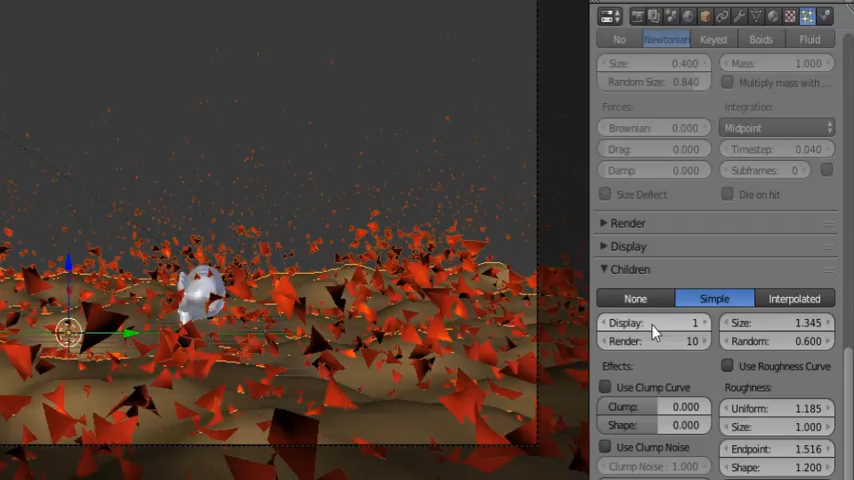 No Newtonian Keyed Boids Fluid
Size: 0.400 Mass: 1.000
Random Size: 0.840 Multiply mass with ...
Forces: Integration:
Brownian: 0.000 Midpoint
Drag: 0.000 Timestep: 0.040
Damp: 0.000 Subframes: 0
Size Deflect Die on hit
Render
Display
Children
None Simple Interpolated
Display: 1 Size: 1.345
Render: 10 Random: 0.600
Effects: Use Roughness Curve
Use Clump Curve Roughness:
Clump: 0.000 Uniform: 1.185
Shape: 0.000 Size: 1.000
Use Clump Noise Endpoint: 1.516
Clump Noise: 1.000 Shape: 1.200